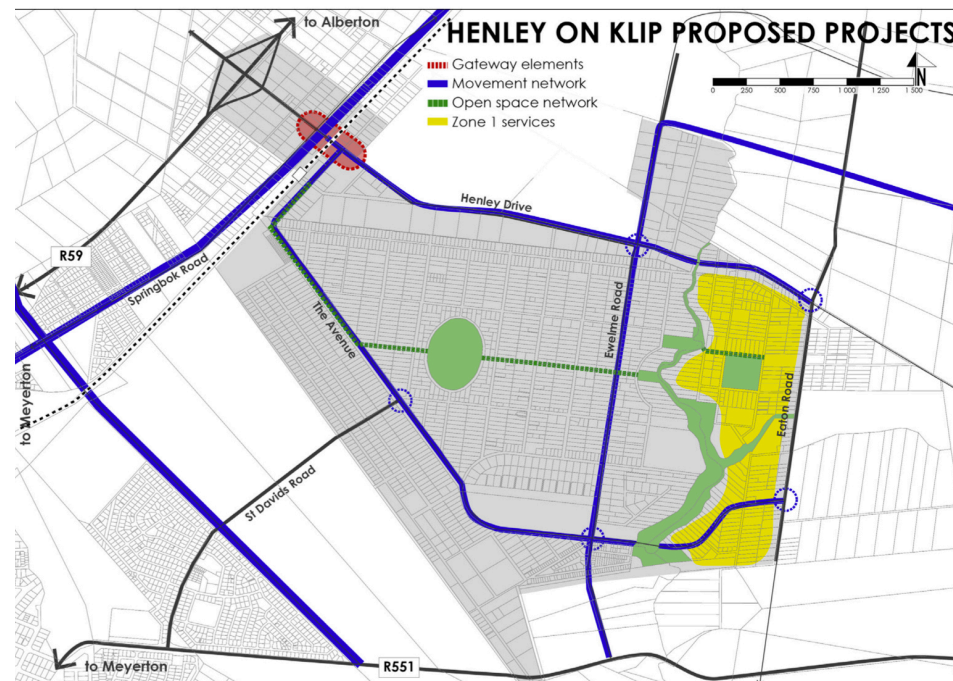 to Alberton
HENLEY ON KLIP PROPOSED PROJECTS
Gateway elements
Movement network
Open space network
Zone 1 services
N
0 250 500 750 1 000 1 250 1 500
Henley Drive
R59
Springbok Road
The Avenue
Ewelme Road
Eaton Road
to Meyerton
St Davids Road
to Meyerton
R551